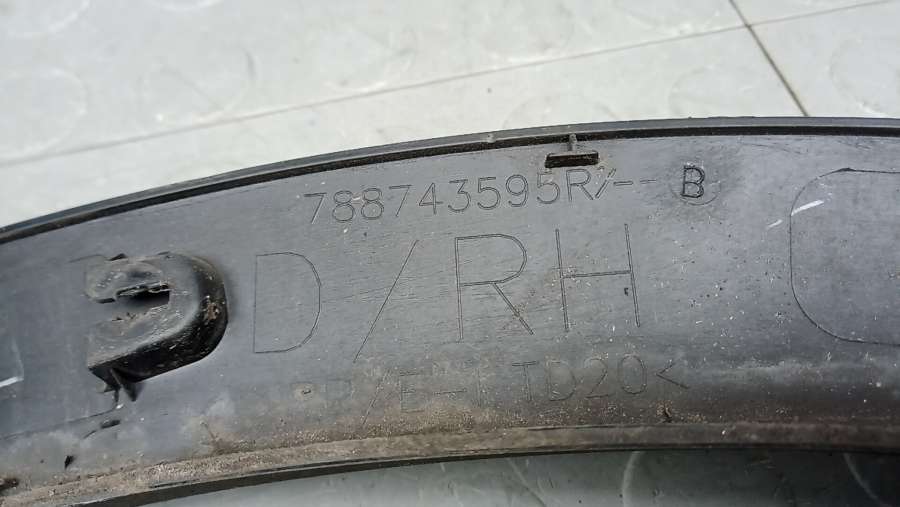 788743595R/-- B
D/RH
/E-I TD20<